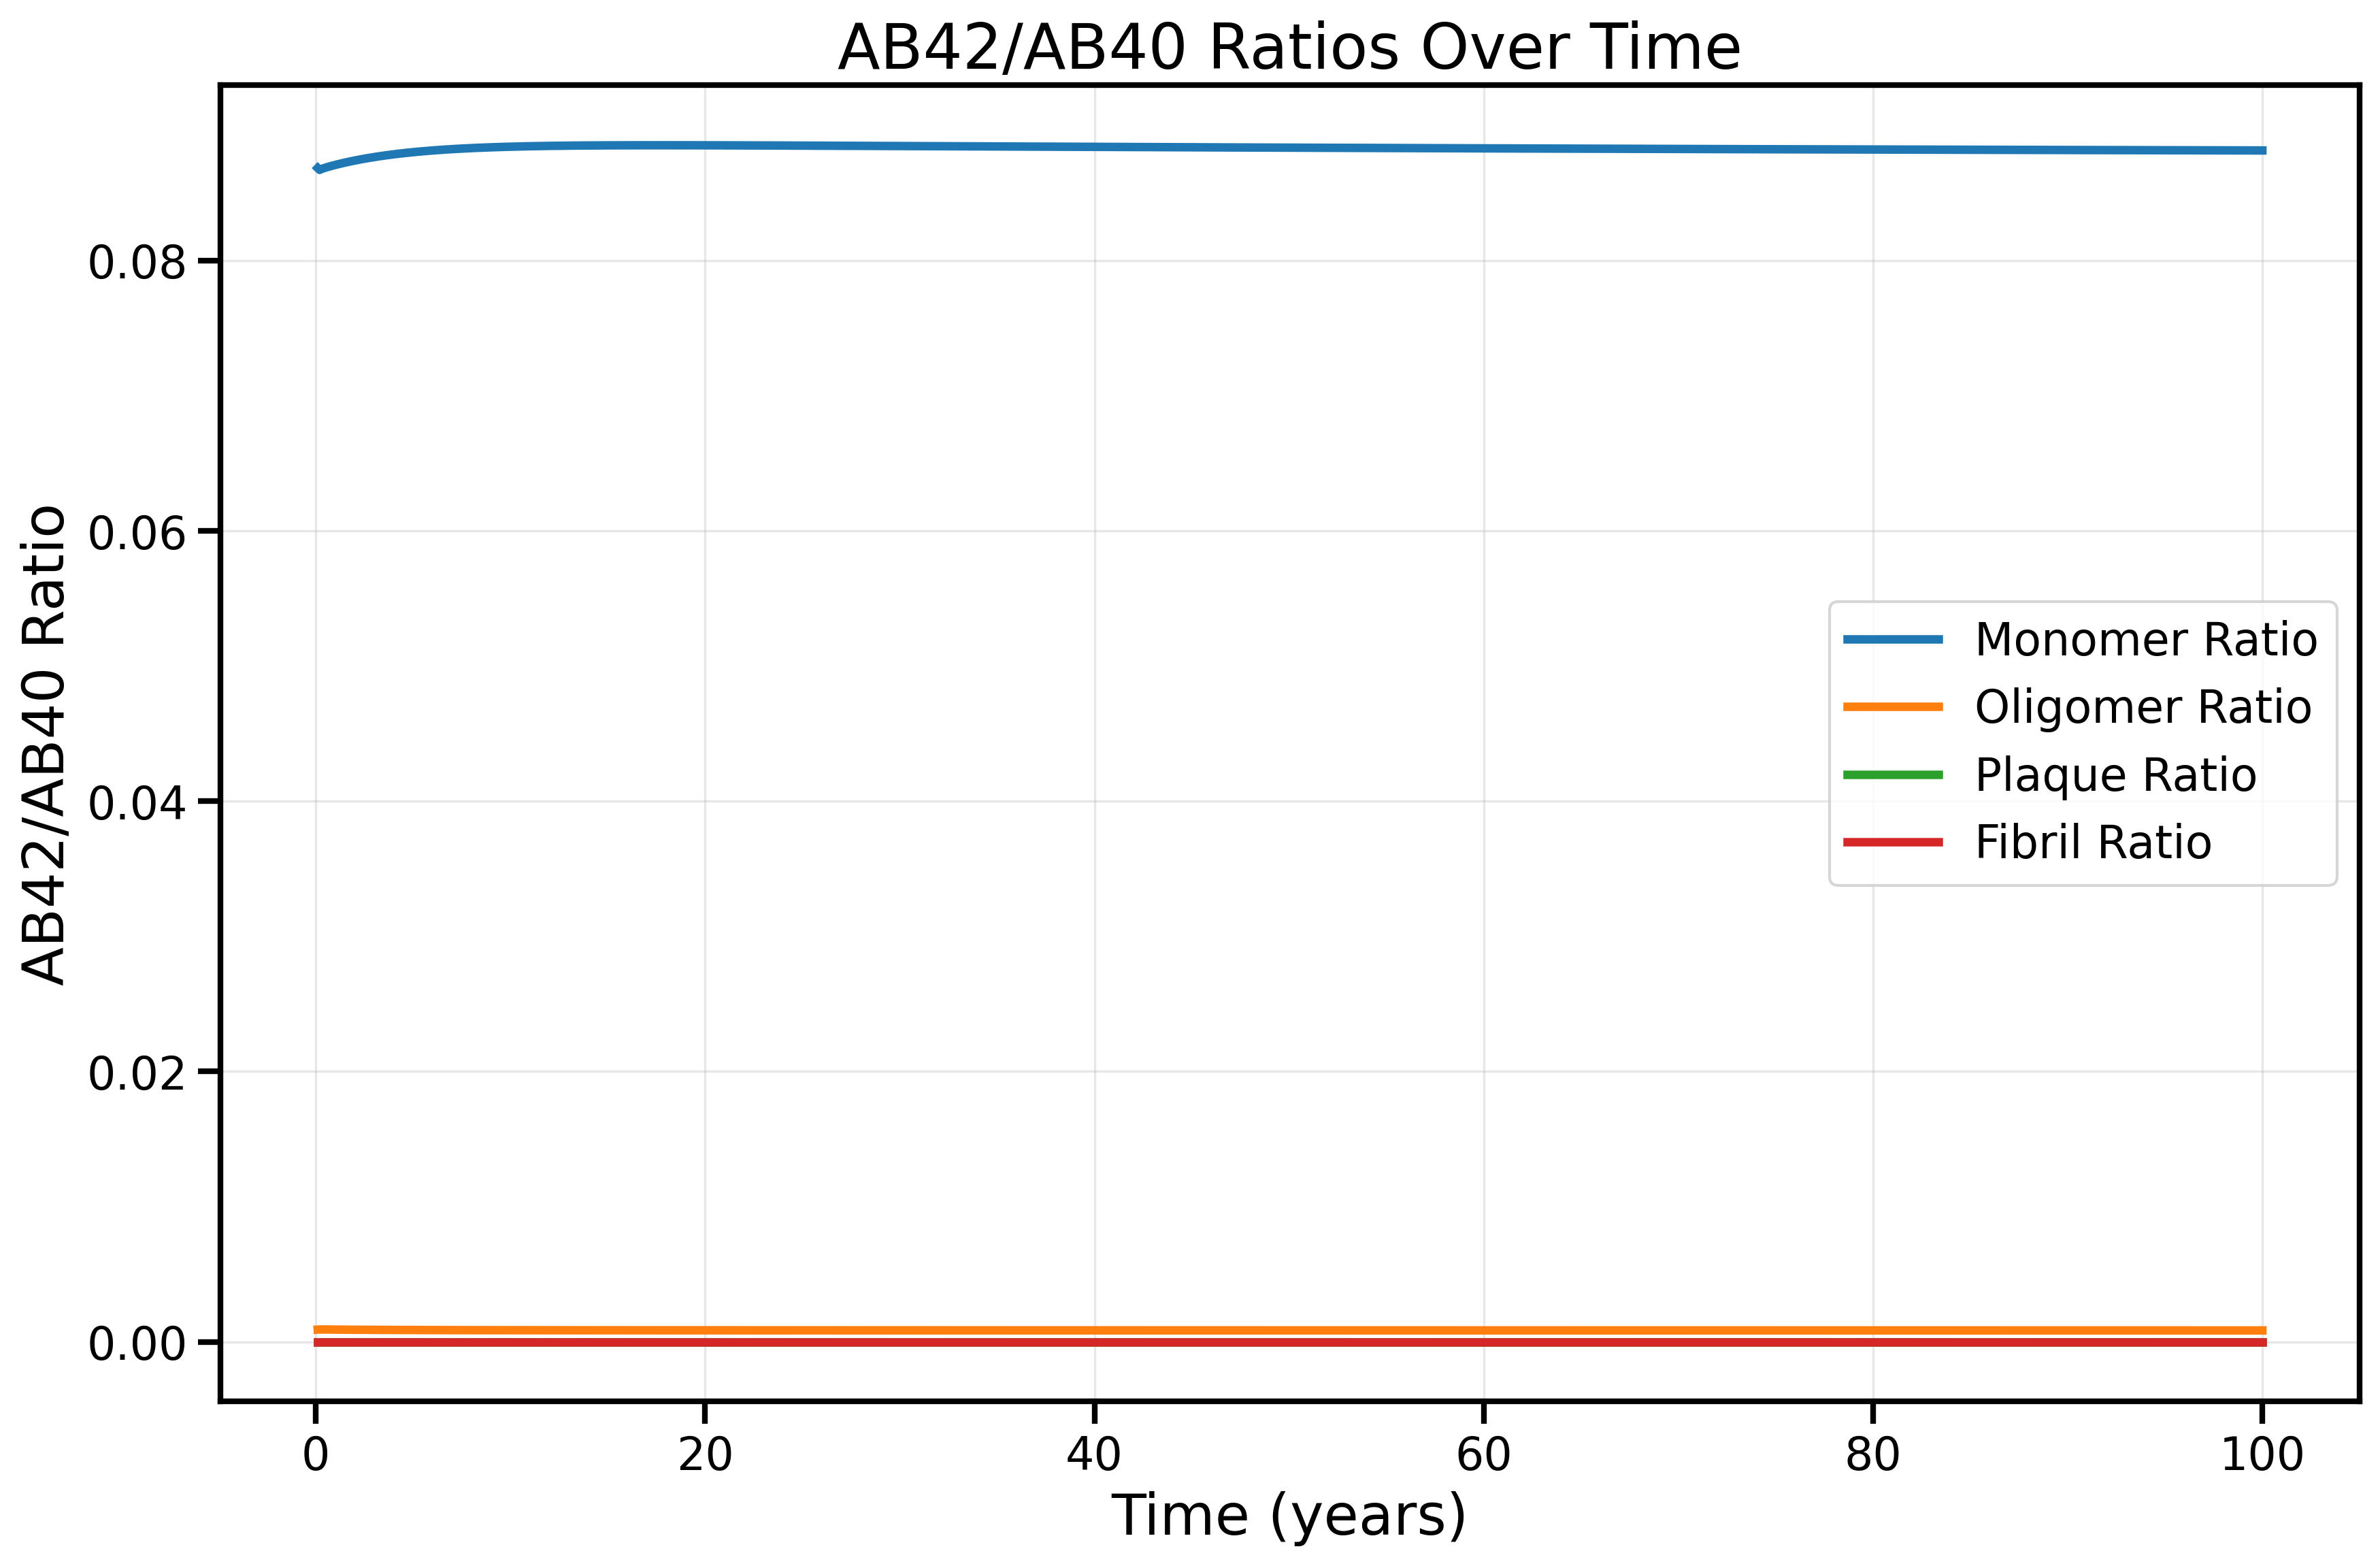 AB42/AB40 Ratios Over Time
AB42/AB40 Ratio
0.08
0.06
0.04
0.02
0.00
Monomer Ratio
Oligomer Ratio
Plaque Ratio
Fibril Ratio
0 20 40 60 80 100
Time (years)